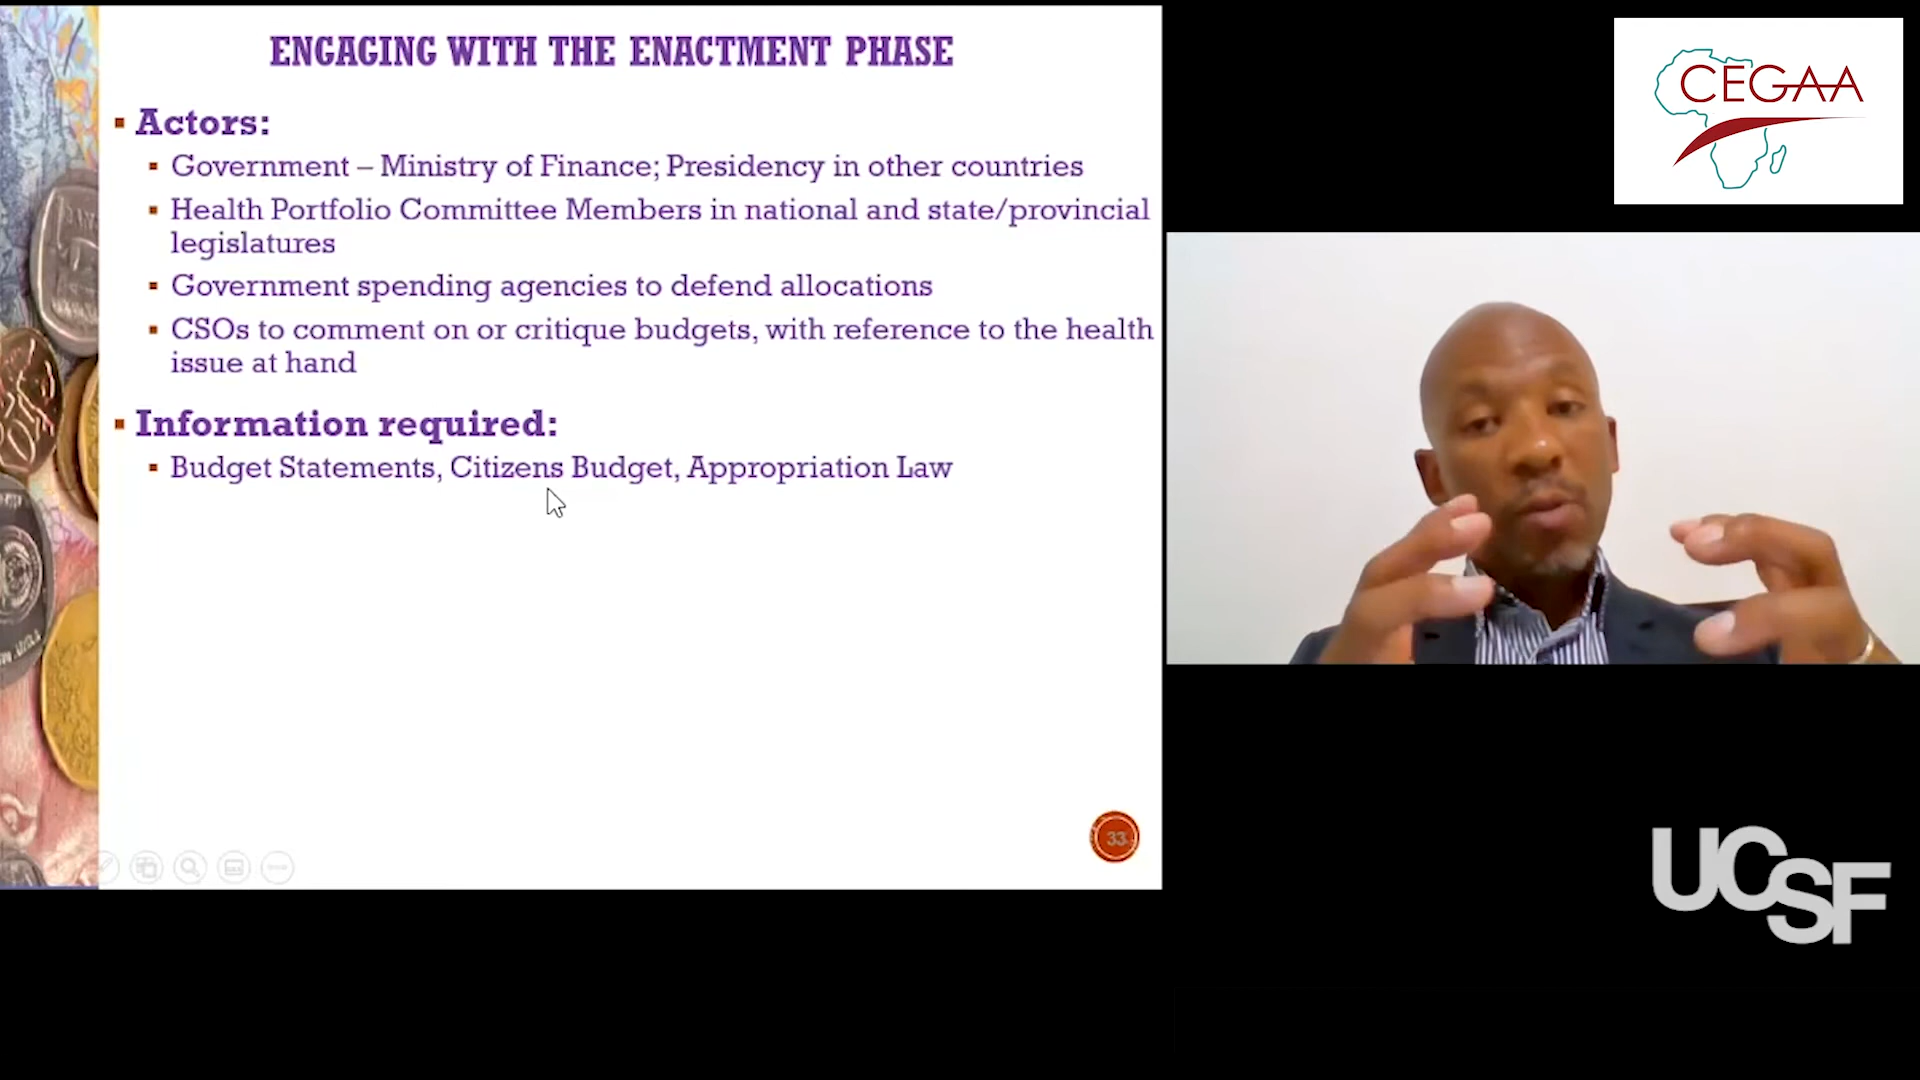 ENGAGING WITH THE ENACTMENT PHASE
Actors:
Government – Ministry of Finance; Presidency in other countries
Health Portfolio Committee Members in national and state/provincial
legislatures
Government spending agencies to defend allocations
CSOs to comment on or critique budgets, with reference to the health
issue at hand
Information required:
Budget Statements, Citizens Budget, Appropriation Law
33
CEGAA
UCSF